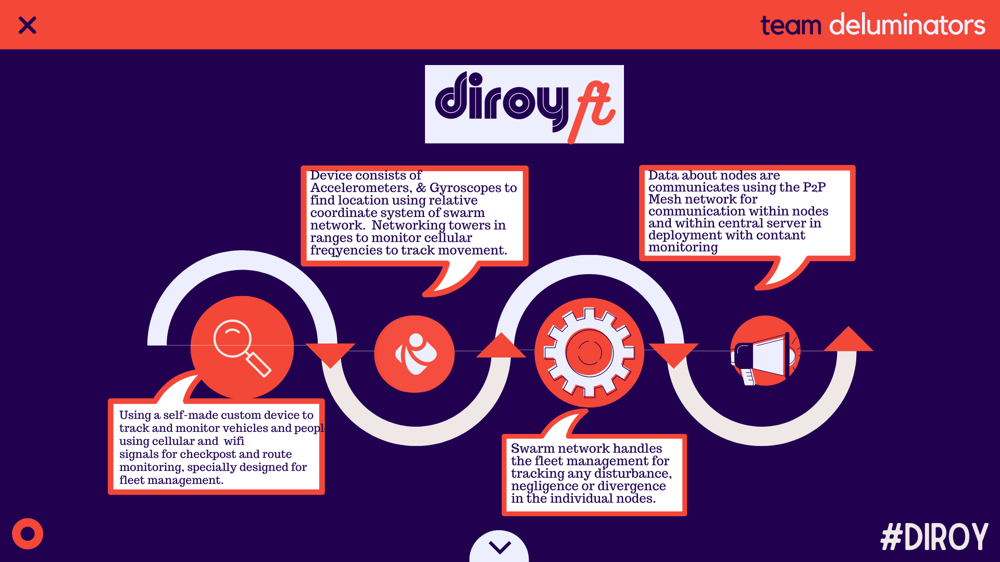 team deluminators
diroy ft
Device consists of
Accelerometers, & Gyroscopes to
find location using relative
coordinate system of swarm
network.  Networking towers in
ranges to monitor cellular
freqyencies to track movement.
Data about nodes are
communicates using the P2P
Mesh network for
communication within nodes
and within central server in
deployment with contant
monitoring
Using a self-made custom device to
track and monitor vehicles and peopl
using cellular and  wifi
signals for checkpost and route
monitoring, specially designed for
fleet management.
Swarm network handles
the fleet management for
tracking any disturbance,
negligence or divergence
in the individual nodes.
#DIROY